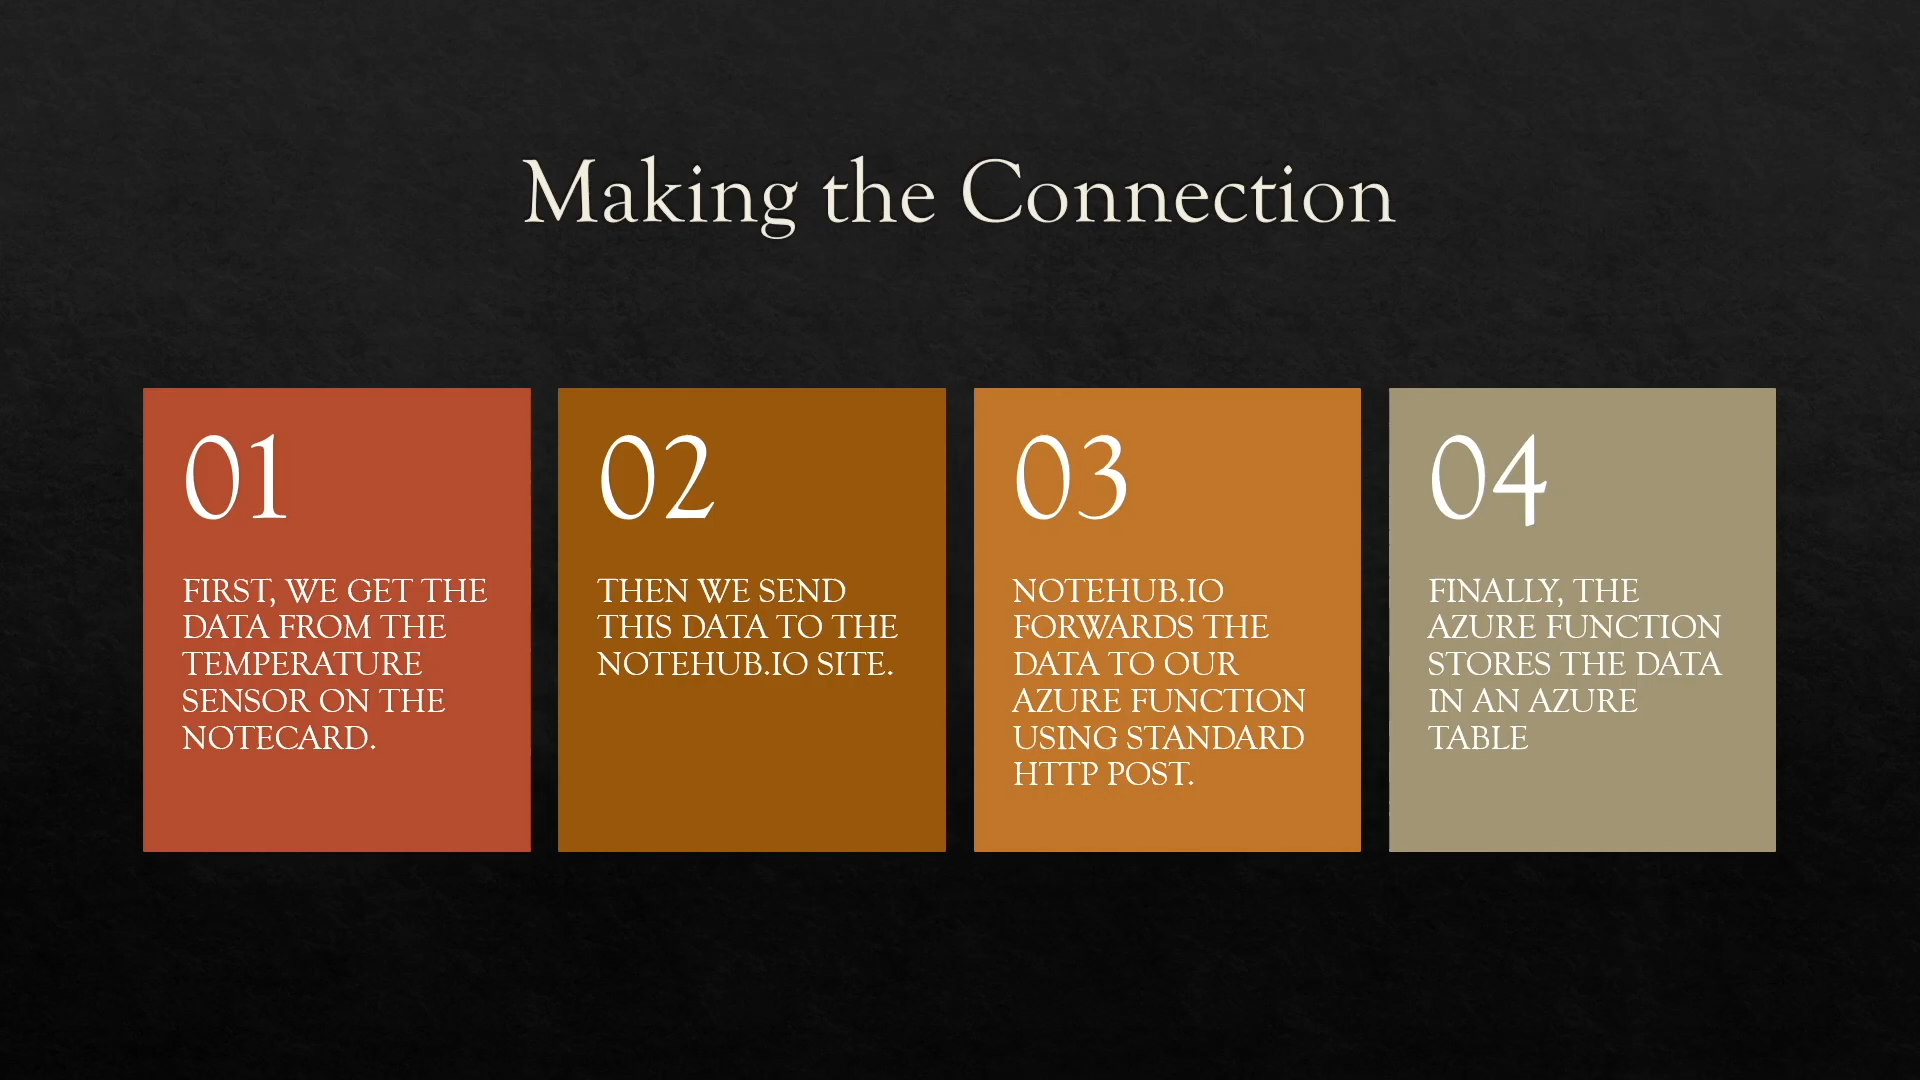 Making the Connection
01
FIRST, WE GET THE
DATA FROM THE
TEMPERATURE
SENSOR ON THE
NOTECARD.
02
THEN WE SEND
THIS DATA TO THE
NOTEHUB.IO SITE.
03
NOTEHUB.IO
FORWARDS THE
DATA TO OUR
AZURE FUNCTION
USING STANDARD
HTTP POST.
04
FINALLY, THE
AZURE FUNCTION
STORES THE DATA
IN AN AZURE
TABLE